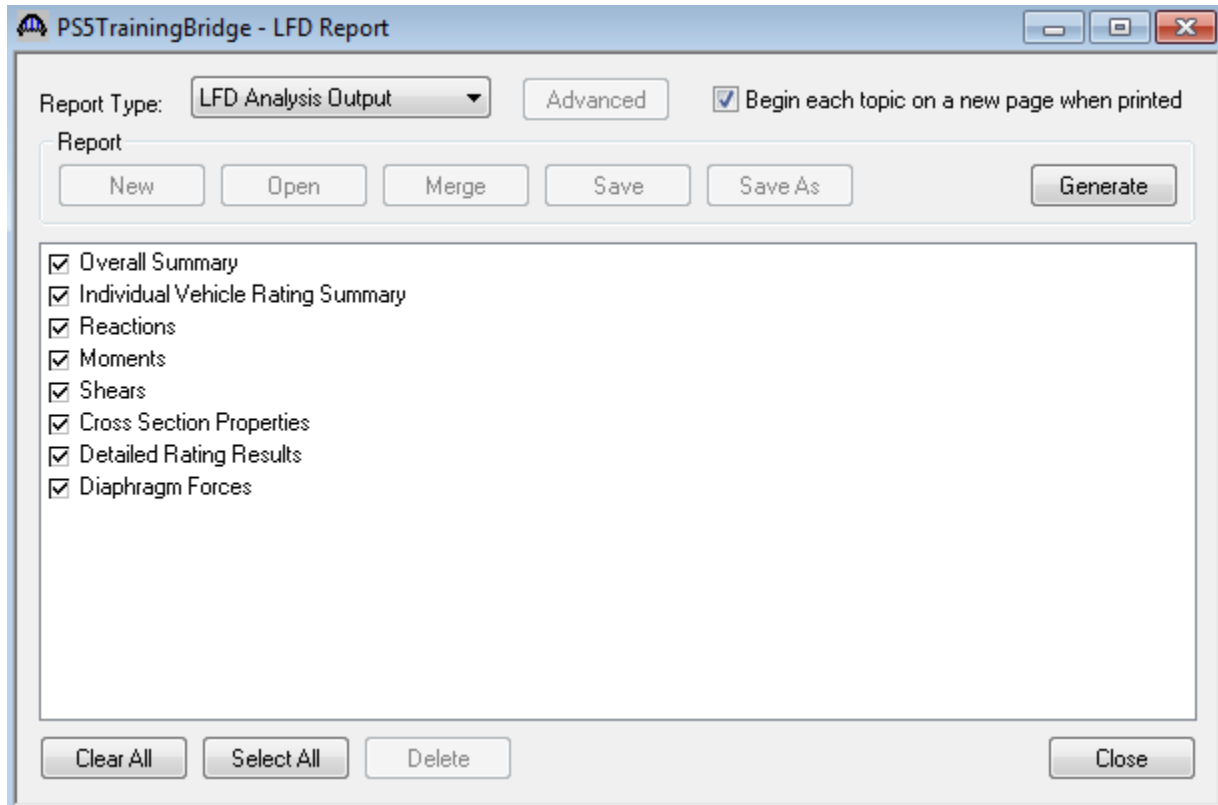 PS5TrainingBridge - LFD Report
Report Type: LFD Analysis Output Advanced Begin each topic on a new page when printed
Report
New Open Merge Save Save As Generate
Overall Summary
Individual Vehicle Rating Summary
Reactions
Moments
Shears
Cross Section Properties
Detailed Rating Results
Diaphragm Forces
Clear All Select All Delete Close